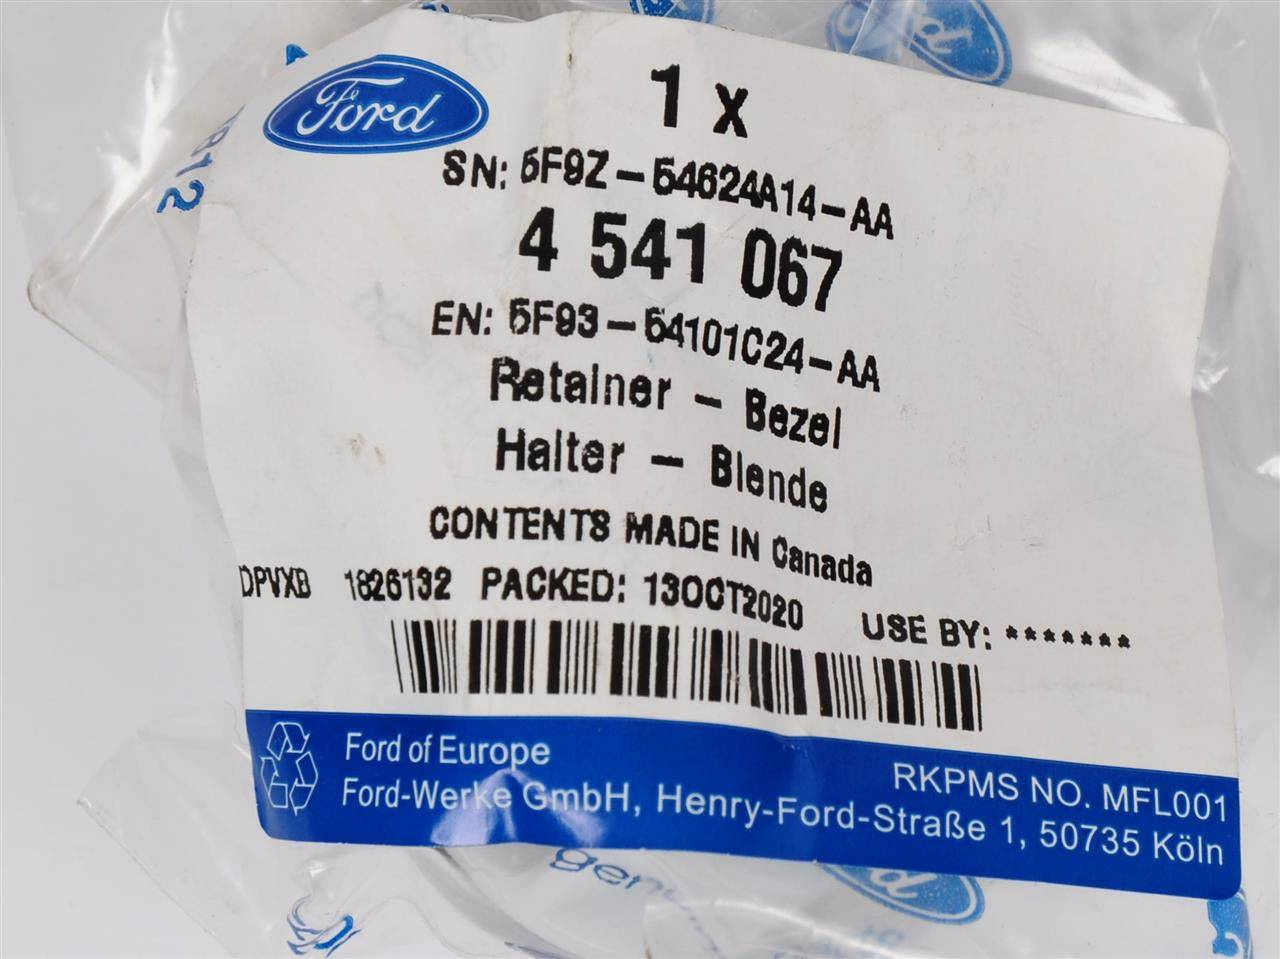 Ford
1 x
SN: 5F9Z-54624A14-AA
4 541 067
EN: 5F93-54101C24-AA
Retainer - Bezel
Halter - Blende
CONTENTS MADE IN Canada
DPVXB 1826132 PACKED: 13OCT2020 USE BY: *******
Ford of Europe
RKPMS NO. MFL001
Ford-Werke GmbH, Henry-Ford-Straße 1, 50735 Köln